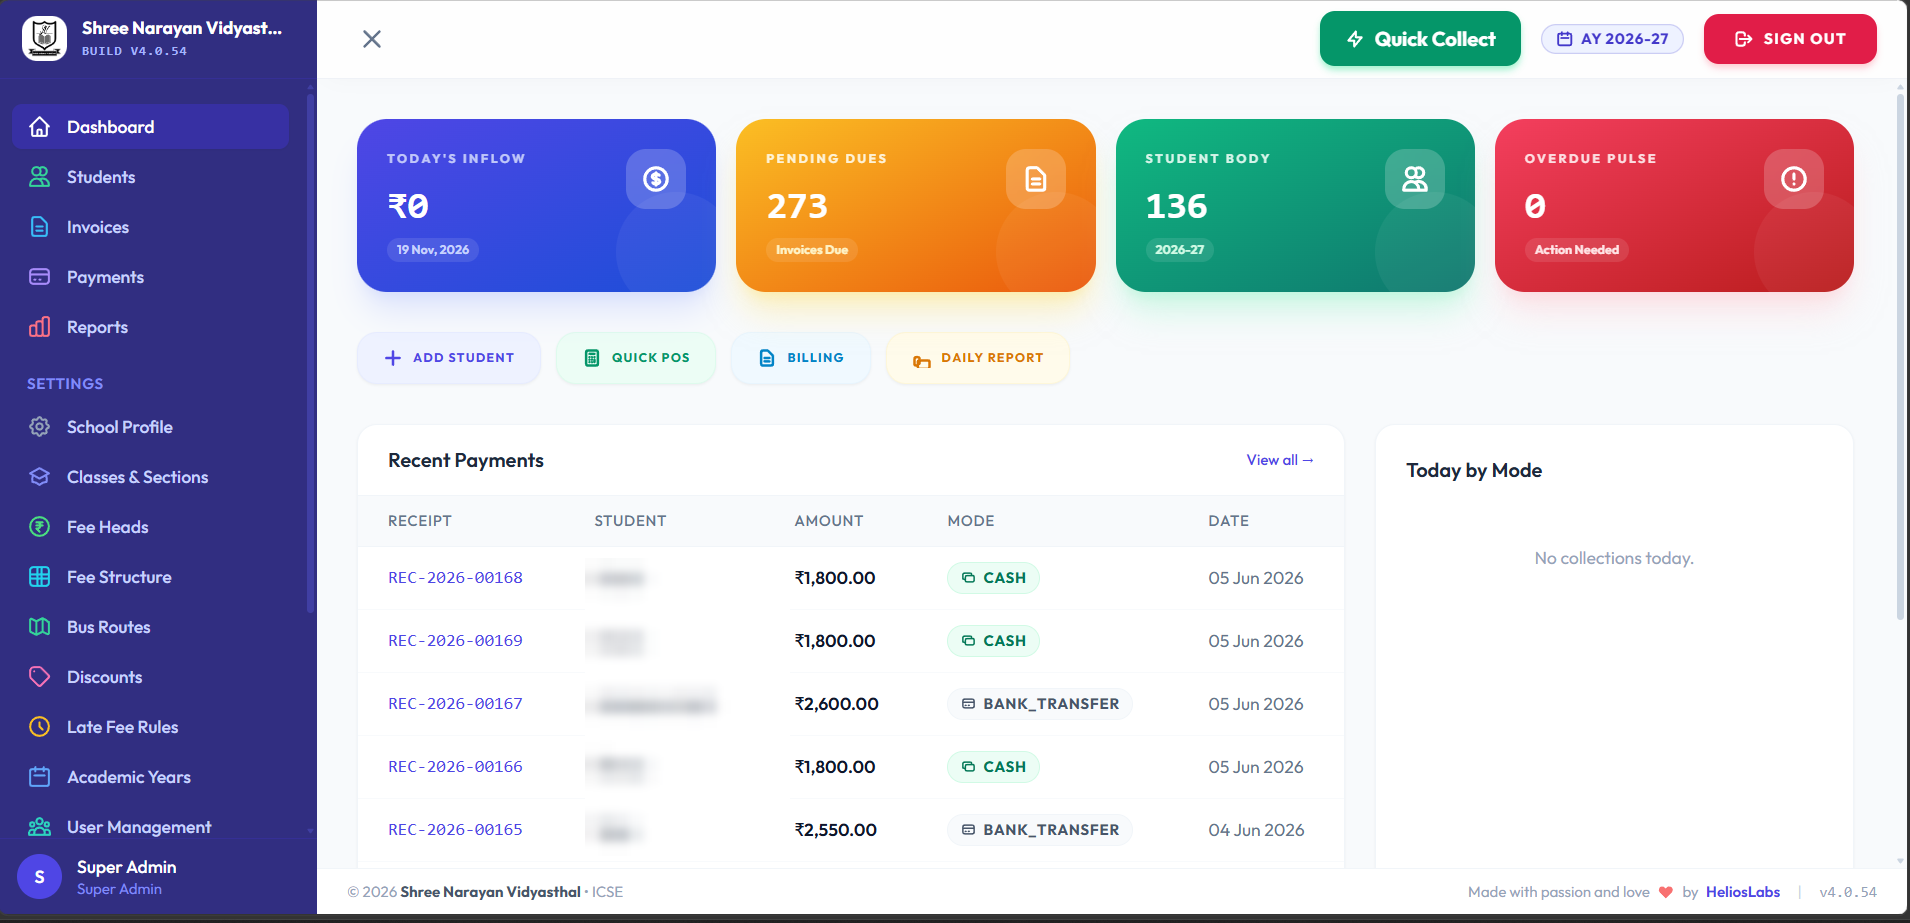 Shree Narayan Vidyast...
BUILD V4.0.54
Quick Collect
AY 2026-27
SIGN OUT
Dashboard
Students
Invoices
Payments
Reports
SETTINGS
School Profile
Classes & Sections
Fee Heads
Fee Structure
Bus Routes
Discounts
Late Fee Rules
Academic Years
User Management
S
Super Admin
Super Admin
TODAY'S INFLOW
₹0
19 Nov, 2026
PENDING DUES
273
Invoices Due
STUDENT BODY
136
2026-27
OVERDUE PULSE
0
Action Needed
ADD STUDENT
QUICK POS
BILLING
DAILY REPORT
Recent Payments
View all →
RECEIPT STUDENT AMOUNT MODE DATE
REC-2026-00168 ₹1,800.00 CASH 05 Jun 2026
REC-2026-00169 ₹1,800.00 CASH 05 Jun 2026
REC-2026-00167 ₹2,600.00 BANK_TRANSFER 05 Jun 2026
REC-2026-00166 ₹1,800.00 CASH 05 Jun 2026
REC-2026-00165 ₹2,550.00 BANK_TRANSFER 04 Jun 2026
Today by Mode
No collections today.
© 2026 Shree Narayan Vidyasthal • ICSE
Made with passion and love ❤ by HeliosLabs | v4.0.54